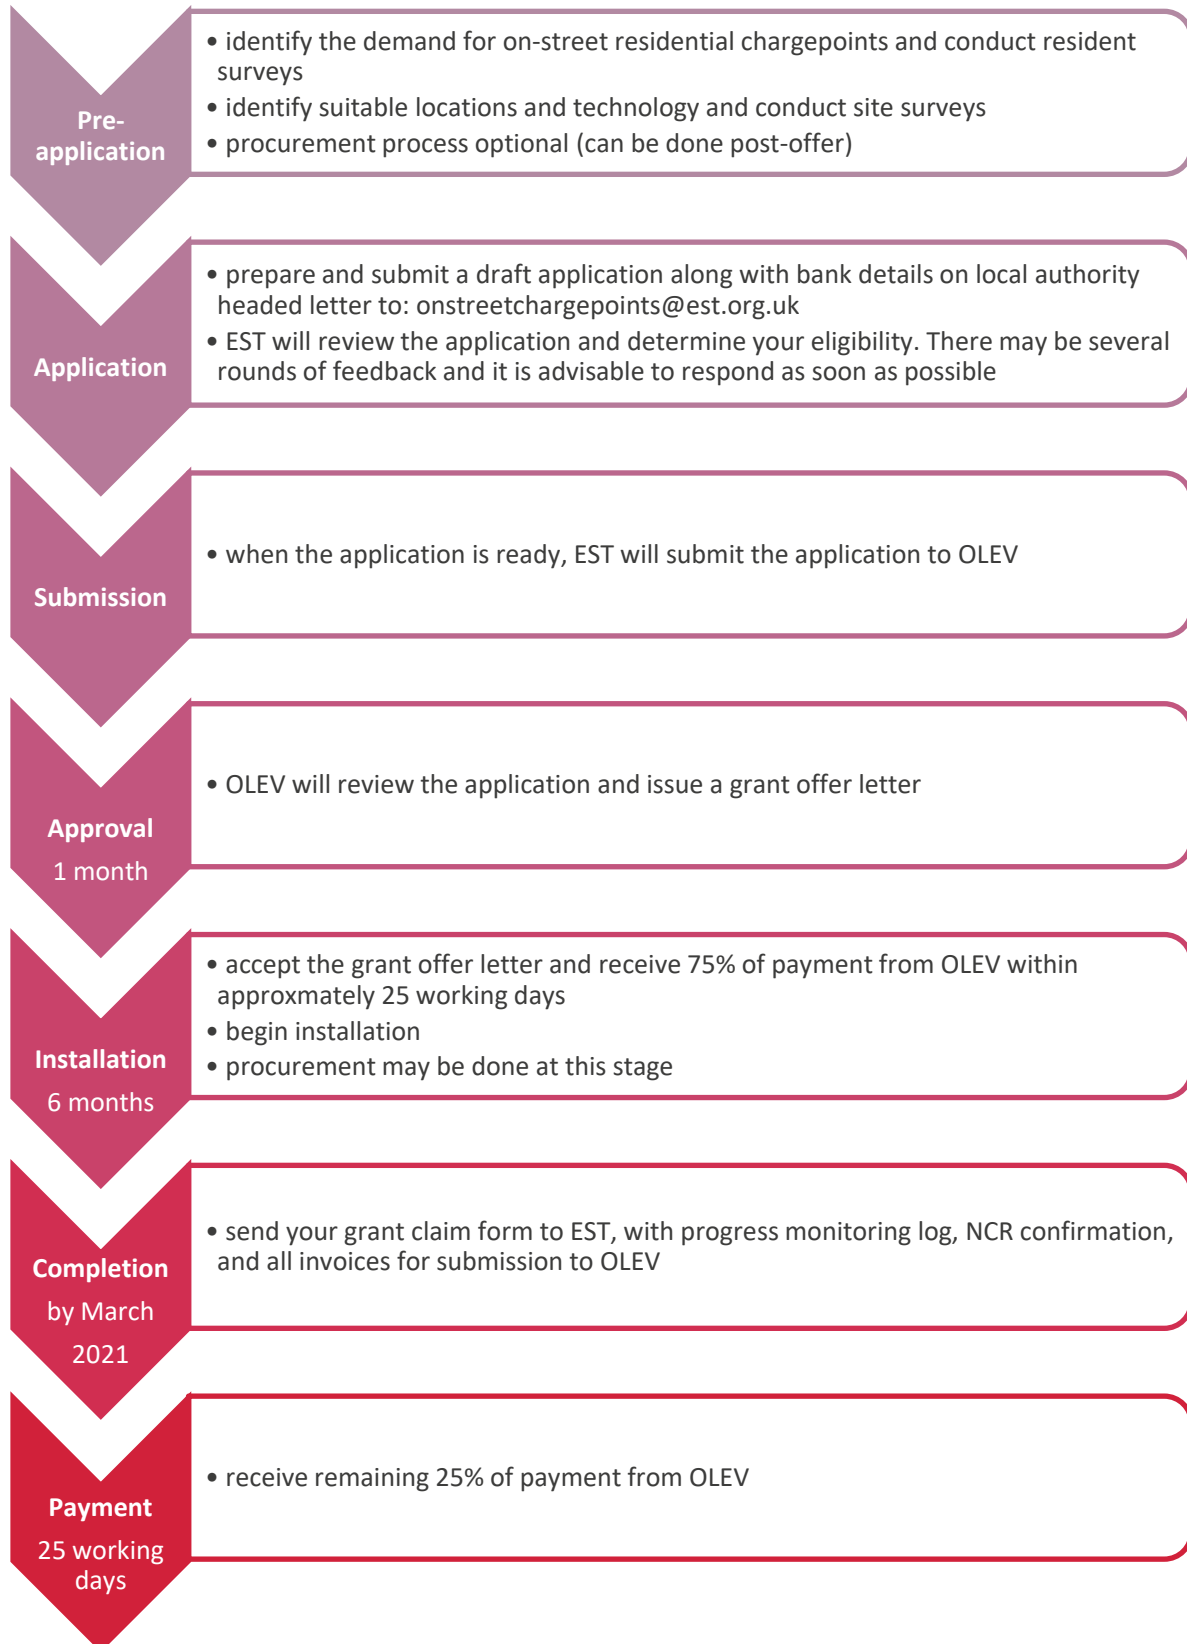 Pre-
application
• identify the demand for on-street residential chargepoints and conduct resident
surveys
• identify suitable locations and technology and conduct site surveys
• procurement process optional (can be done post-offer)
Application
• prepare and submit a draft application along with bank details on local authority
headed letter to: onstreetchargepoints@est.org.uk
• EST will review the application and determine your eligibility. There may be several
rounds of feedback and it is advisable to respond as soon as possible
Submission
• when the application is ready, EST will submit the application to OLEV
Approval
1 month
• OLEV will review the application and issue a grant offer letter
Installation
6 months
• accept the grant offer letter and receive 75% of payment from OLEV within
approxmately 25 working days
• begin installation
• procurement may be done at this stage
Completion
by March
2021
• send your grant claim form to EST, with progress monitoring log, NCR confirmation,
and all invoices for submission to OLEV
Payment
25 working
days
• receive remaining 25% of payment from OLEV